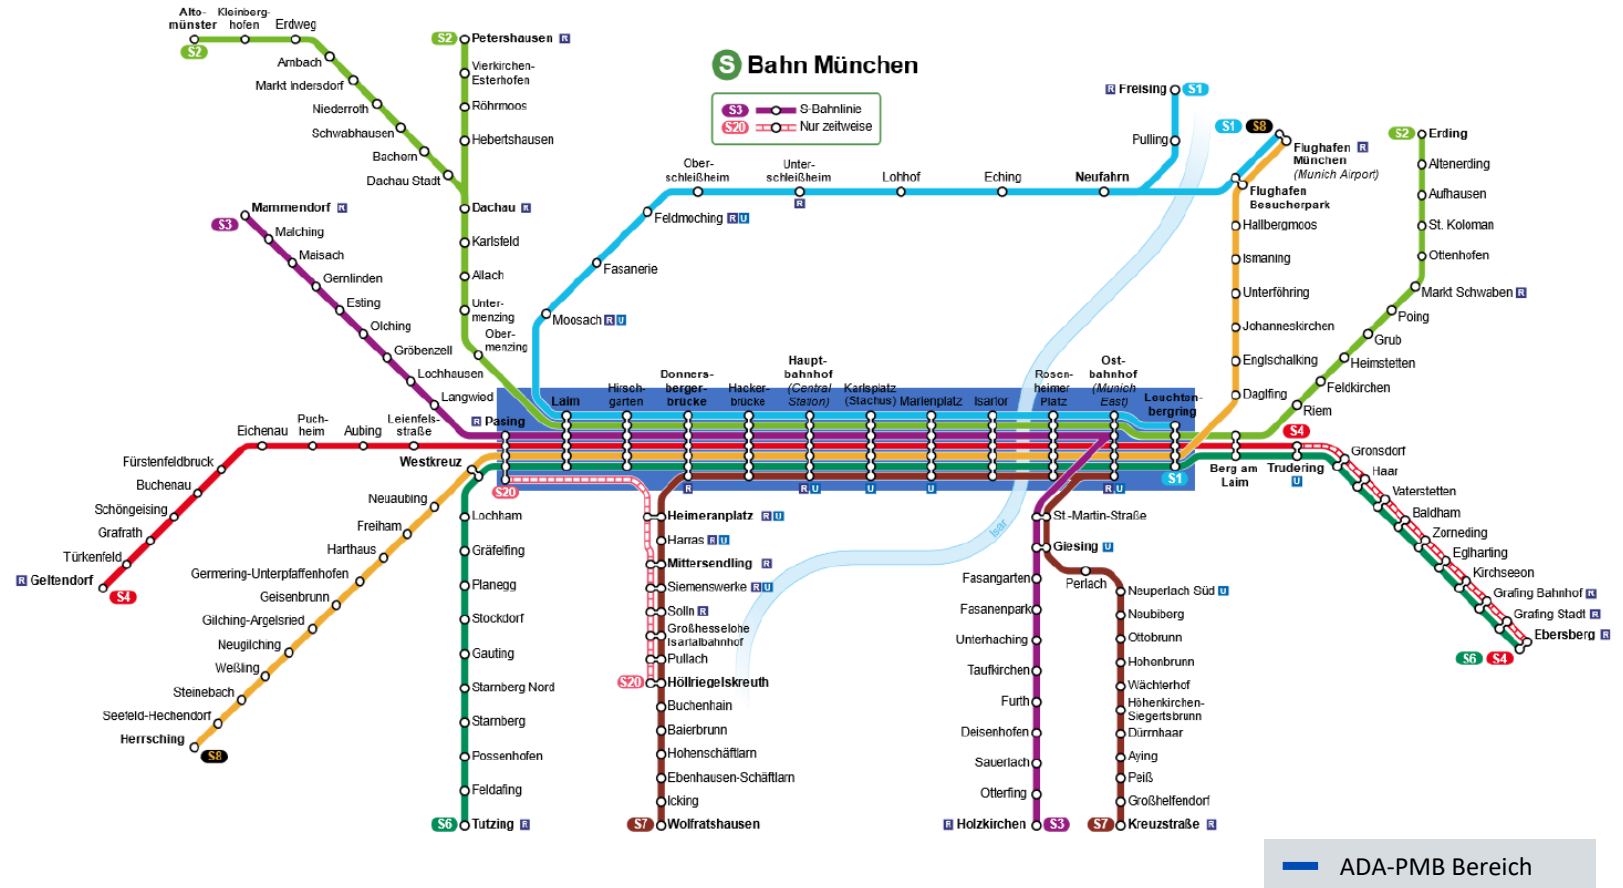 S Bahn München
S3 S-Bahnlinie
S20 Nur zeitweise
Alto-
münster
Kleinberg-
hofen
Erdweg
S2
Arnbach
Markt Indersdorf
Niederroth
Schwabhausen
Bachern
Dachau Stadt
S2 Petershausen R
Vierkirchen-
Esterhofen
Röhrmoos
Hebertshausen
Dachau R
Karlsfeld
Allach
Unter-
menzing
Ober-
menzing
Mammendorf R
S3
Malching
Maisach
Gernlinden
Esting
Olching
Gröbenzell
Lochhausen
Langwied
R Freising S1
Pulling
Ober-
schleißheim
Unter-
schleißheim
R
Lohhof
Eching
Neufahrn
Feldmoching R U
Fasanerie
Moosach R U
S1 S8
Flughafen R
München
(Munich Airport)
Flughafen
Besucherpark
Hallbergmoos
Ismaning
Unterföhring
Johanneskirchen
Englschalking
Daglfing
S2 Erding
Altenerding
Aufhausen
St. Koloman
Ottenhofen
Markt Schwaben R
Poing
Grub
Heimstetten
Feldkirchen
Riem
R Pasing
Laim
Hirsch-
garten
Donners-
berger-
brücke
R
Hacker-
brücke
Haupt-
bahnhof
(Central
Station)
R U
Karlsplatz
(Stachus)
U
Marienplatz
U
Isartor
Rosen-
heimer
Platz
Ost-
bahnhof
(Munich
East)
R U
Leuchten-
bergring
S1
Berg am
Laim
S4
Trudering
U
Gronsdorf
Haar
Vaterstetten
Baldham
Zorneding
Eglharting
Kirchseeon
Grafing Bahnhof R
Grafing Stadt R
Ebersberg R
S6 S4
Leienfels-
straße
Aubing
Puch-
heim
Eichenau
Fürstenfeldbruck
Buchenau
Schöngeising
Grafrath
Türkenfeld
R Geltendorf
S4
Westkreuz
Neuaubing
Freiham
Harthaus
Germering-Unterpfaffenhofen
Geisenbrunn
Gilching-Argelsried
Neugilching
Weßling
Steinebach
Seefeld-Hechendorf
Herrsching
S8
Lochham
Gräfelfing
Planegg
Stockdorf
Gauting
Starnberg Nord
Starnberg
Possenhofen
Feldafing
S6 Tutzing R
S20
Heimeranplatz R U
Harras R U
Mittersendling R
Siemenswerke R U
Solln R
Großhesselohe
Isartalbahnhof
Pullach
S20 Höllriegelskreuth
Buchenhain
Baierbrunn
Hohenschäftlarn
Ebenhausen-Schäftlarn
Icking
S7 Wolfratshausen
Isar
St.-Martin-Straße
Giesing U
Fasangarten
Fasanenpark
Unterhaching
Taufkirchen
Furth
Deisenhofen
Sauerlach
Otterfing
R Holzkirchen S3
Perlach
Neuperlach Süd U
Neubiberg
Ottobrunn
Hohenbrunn
Wächterhof
Höhenkirchen-
Siegertsbrunn
Dürrnhaar
Aying
Peiß
Großhelfendorf
S7 Kreuzstraße R
ADA-PMB Bereich